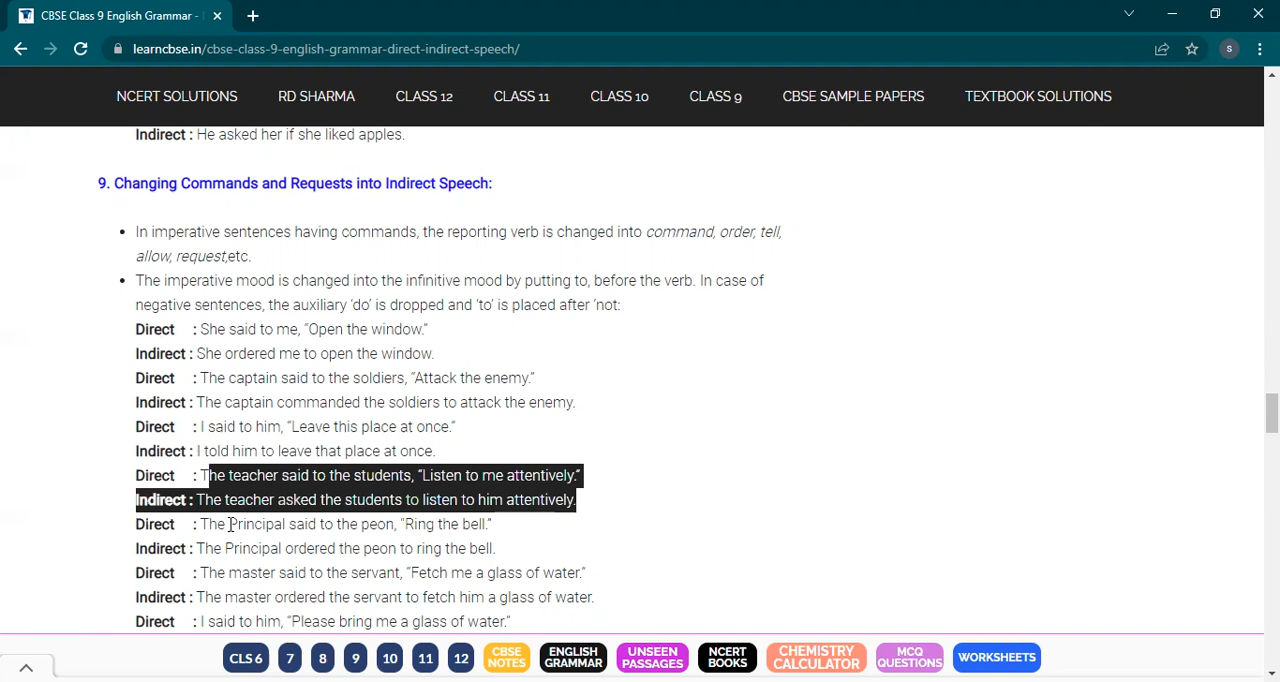 CBSE Class 9 English Grammar -
learncbse.in/cbse-class-9-english-grammar-direct-indirect-speech/
S
NCERT SOLUTIONS RD SHARMA CLASS 12 CLASS 11 CLASS 10 CLASS 9 CBSE SAMPLE PAPERS TEXTBOOK SOLUTIONS
Indirect : He asked her if she liked apples.
9. Changing Commands and Requests into Indirect Speech:
• In imperative sentences having commands, the reporting verb is changed into command, order, tell,
allow, request,etc.
• The imperative mood is changed into the infinitive mood by putting to, before the verb. In case of
negative sentences, the auxiliary ‘do’ is dropped and ‘to’ is placed after ‘not:
Direct : She said to me, “Open the window.”
Indirect : She ordered me to open the window.
Direct : The captain said to the soldiers, “Attack the enemy.”
Indirect : The captain commanded the soldiers to attack the enemy.
Direct : I said to him, “Leave this place at once.”
Indirect : I told him to leave that place at once.
Direct : The teacher said to the students, “Listen to me attentively.”
Indirect : The teacher asked the students to listen to him attentively.
Direct : The Principal said to the peon, “Ring the bell.”
Indirect : The Principal ordered the peon to ring the bell.
Direct : The master said to the servant, “Fetch me a glass of water.”
Indirect : The master ordered the servant to fetch him a glass of water.
Direct : I said to him, “Please bring me a glass of water.”
CLS 6 7 8 9 10 11 12 CBSE NOTES ENGLISH GRAMMAR UNSEEN PASSAGES NCERT BOOKS CHEMISTRY CALCULATOR MCQ QUESTIONS WORKSHEETS